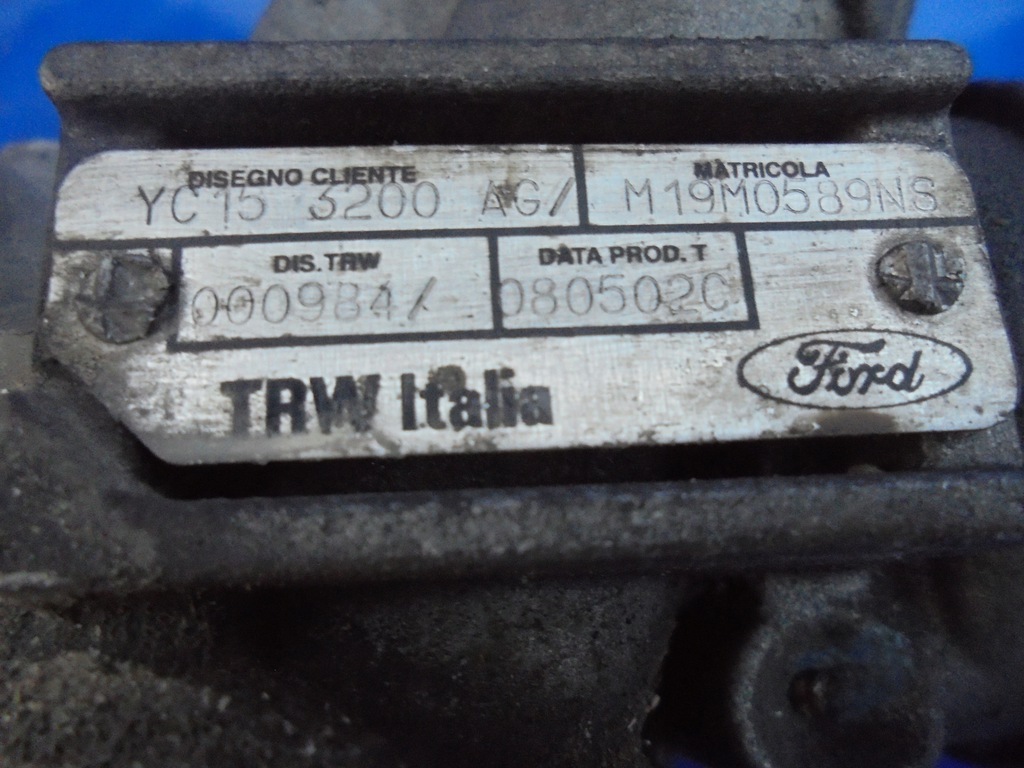 DISEGNO CLIENTE
YC15 3200 AG/
MATRICOLA
M19M0589NS
DIS. TRW
000984/
DATA PROD. T
080502C
TRW Italia
Ford